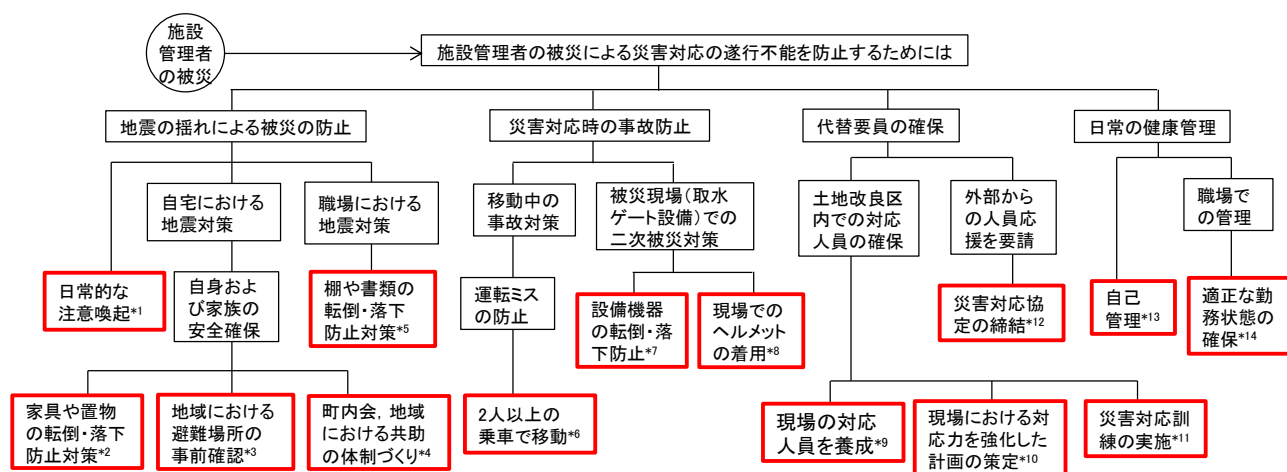 施設
管理者
の被災
施設管理者の被災による災害対応の遂行不能を防止するためには
地震の揺れによる被災の防止
災害対応時の事故防止
代替要員の確保
日常の健康管理
自宅における
地震対策
職場における
地震対策
移動中の
事故対策
被災現場（取水
ゲート設備）での
二次被災対策
土地改良区
内での対応
人員の確保
外部から
の人員応
援を要請
職場で
の管理
日常的な
注意喚起*1
自身およ
び家族の
安全確保
棚や書類の
転倒・落下
防止対策*5
運転ミス
の防止
設備機器
の転倒・落
下防止*7
現場での
ヘルメット
の着用*8
災害対応協
定の締結*12
自己
管理*13
適正な勤
務状態の
確保*14
家具や置物
の転倒・落下
防止対策*2
地域における
避難場所の
事前確認*3
町内会，地域
における共助
の体制づくり*4
2人以上の
乗車で移動*6
現場の対応
人員を養成*9
現場における対
応力を強化した
計画の策定*10
災害対応訓
練の実施*11